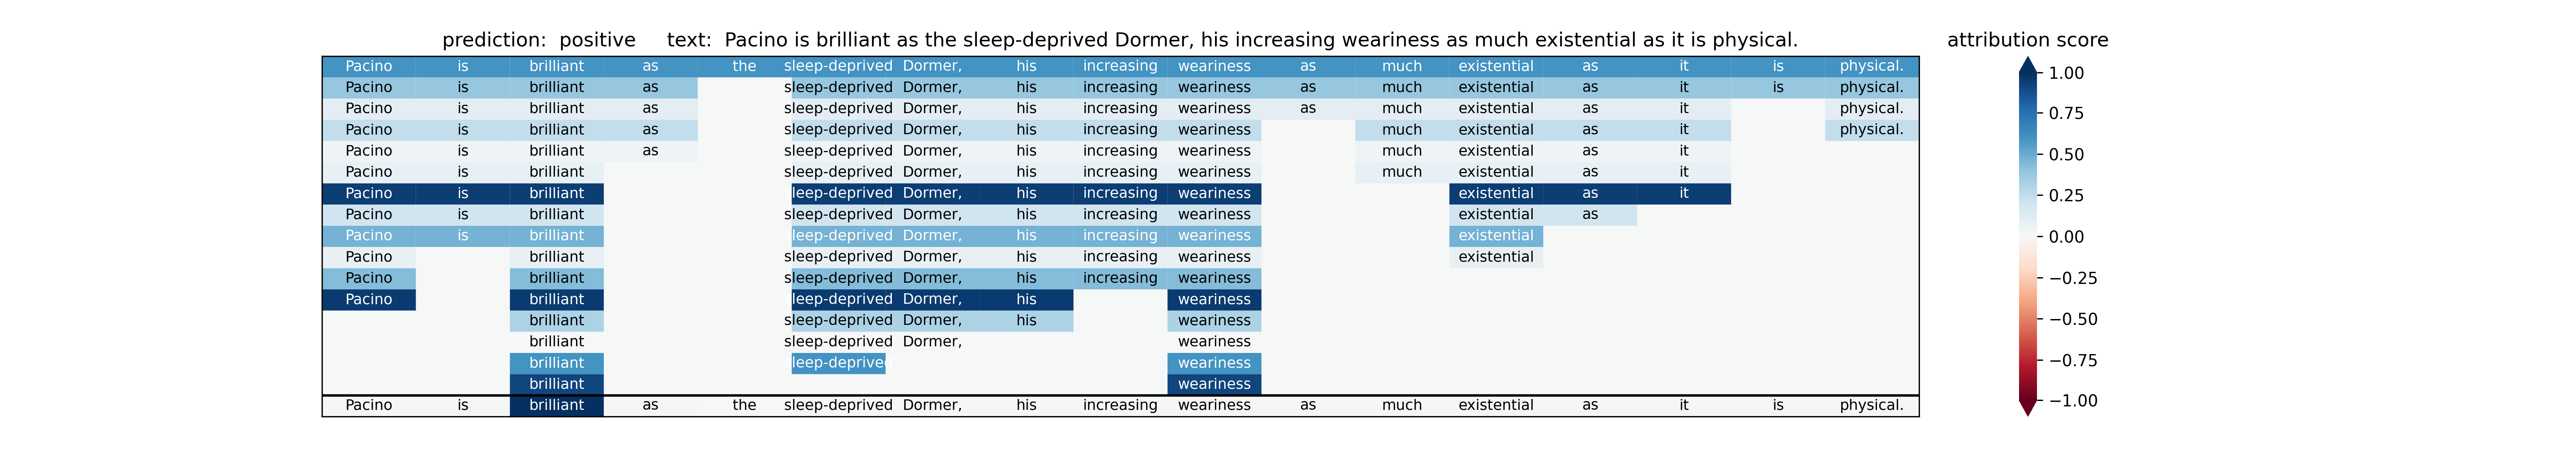 prediction: positive text: Pacino is brilliant as the sleep-deprived Dormer, his increasing weariness as much existential as it is physical.
attribution score
Pacino is brilliant as the sleep-deprived Dormer, his increasing weariness as much existential as it is physical.
Pacino is brilliant as sleep-deprived Dormer, his increasing weariness as much existential as it is physical.
Pacino is brilliant as sleep-deprived Dormer, his increasing weariness as much existential as it physical.
Pacino is brilliant as sleep-deprived Dormer, his increasing weariness much existential as it physical.
Pacino is brilliant as sleep-deprived Dormer, his increasing weariness much existential as it
Pacino is brilliant sleep-deprived Dormer, his increasing weariness much existential as it
Pacino is brilliant sleep-deprived Dormer, his increasing weariness existential as it
Pacino is brilliant sleep-deprived Dormer, his increasing weariness existential as
Pacino is brilliant sleep-deprived Dormer, his increasing weariness existential
Pacino brilliant sleep-deprived Dormer, his increasing weariness existential
Pacino brilliant sleep-deprived Dormer, his increasing weariness
Pacino brilliant sleep-deprived Dormer, his weariness
brilliant sleep-deprived Dormer, his weariness
brilliant sleep-deprived Dormer, weariness
brilliant sleep-deprived weariness
brilliant weariness
Pacino is brilliant as the sleep-deprived Dormer, his increasing weariness as much existential as it is physical.
1.00
0.75
0.50
0.25
0.00
−0.25
−0.50
−0.75
−1.00